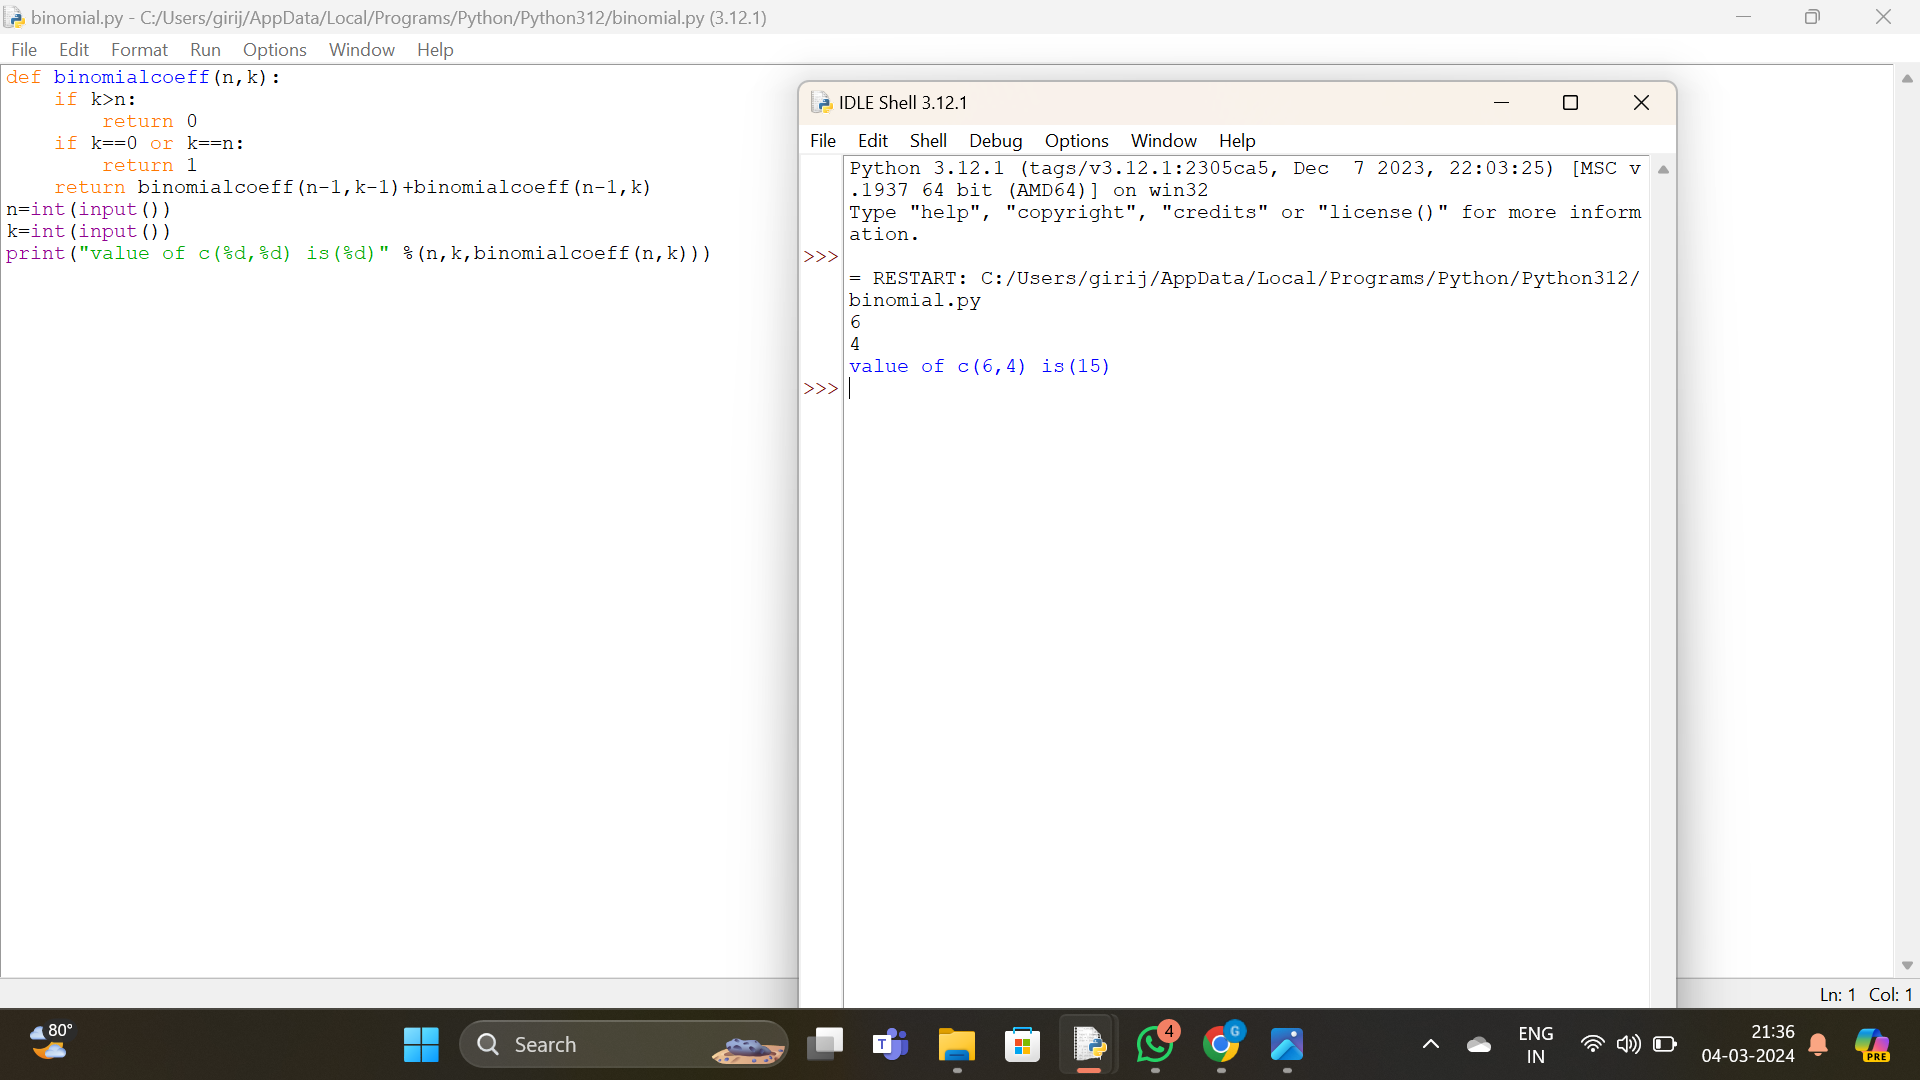 binomial.py - C:/Users/girij/AppData/Local/Programs/Python/Python312/binomial.py (3.12.1)
File Edit Format Run Options Window Help
def binomialcoeff(n,k):
    if k>n:
        return 0
    if k==0 or k==n:
        return 1
    return binomialcoeff(n-1,k-1)+binomialcoeff(n-1,k)
n=int(input())
k=int(input())
print("value of c(%d,%d) is(%d)" %(n,k,binomialcoeff(n,k)))
IDLE Shell 3.12.1
File Edit Shell Debug Options Window Help
Python 3.12.1 (tags/v3.12.1:2305ca5, Dec  7 2023, 22:03:25) [MSC v
.1937 64 bit (AMD64)] on win32
Type "help", "copyright", "credits" or "license()" for more inform
ation.
>>>
= RESTART: C:/Users/girij/AppData/Local/Programs/Python/Python312/
binomial.py
6
4
value of c(6,4) is(15)
>>>
Ln: 1 Col: 1
80°
Search
T
4
G
ENG
IN
21:36
04-03-2024
PRE